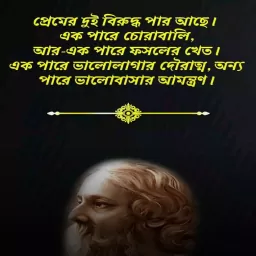 প্রেমের দুই বিরুদ্ধ পার আছে।
এক পারে চোরাবালি,
আর-এক পারে ফসলের খেত।
এক পারে ভালোলাগার দৌরাত্ম, অন্য
পারে ভালোবাসার আমন্ত্রণ।